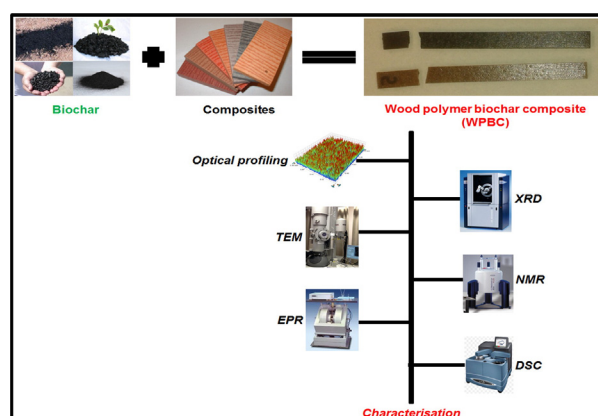 Biochar
Composites
Wood polymer biochar composite
(WPBC)
Optical profiling
XRD
TEM
NMR
EPR
DSC
Characterisation